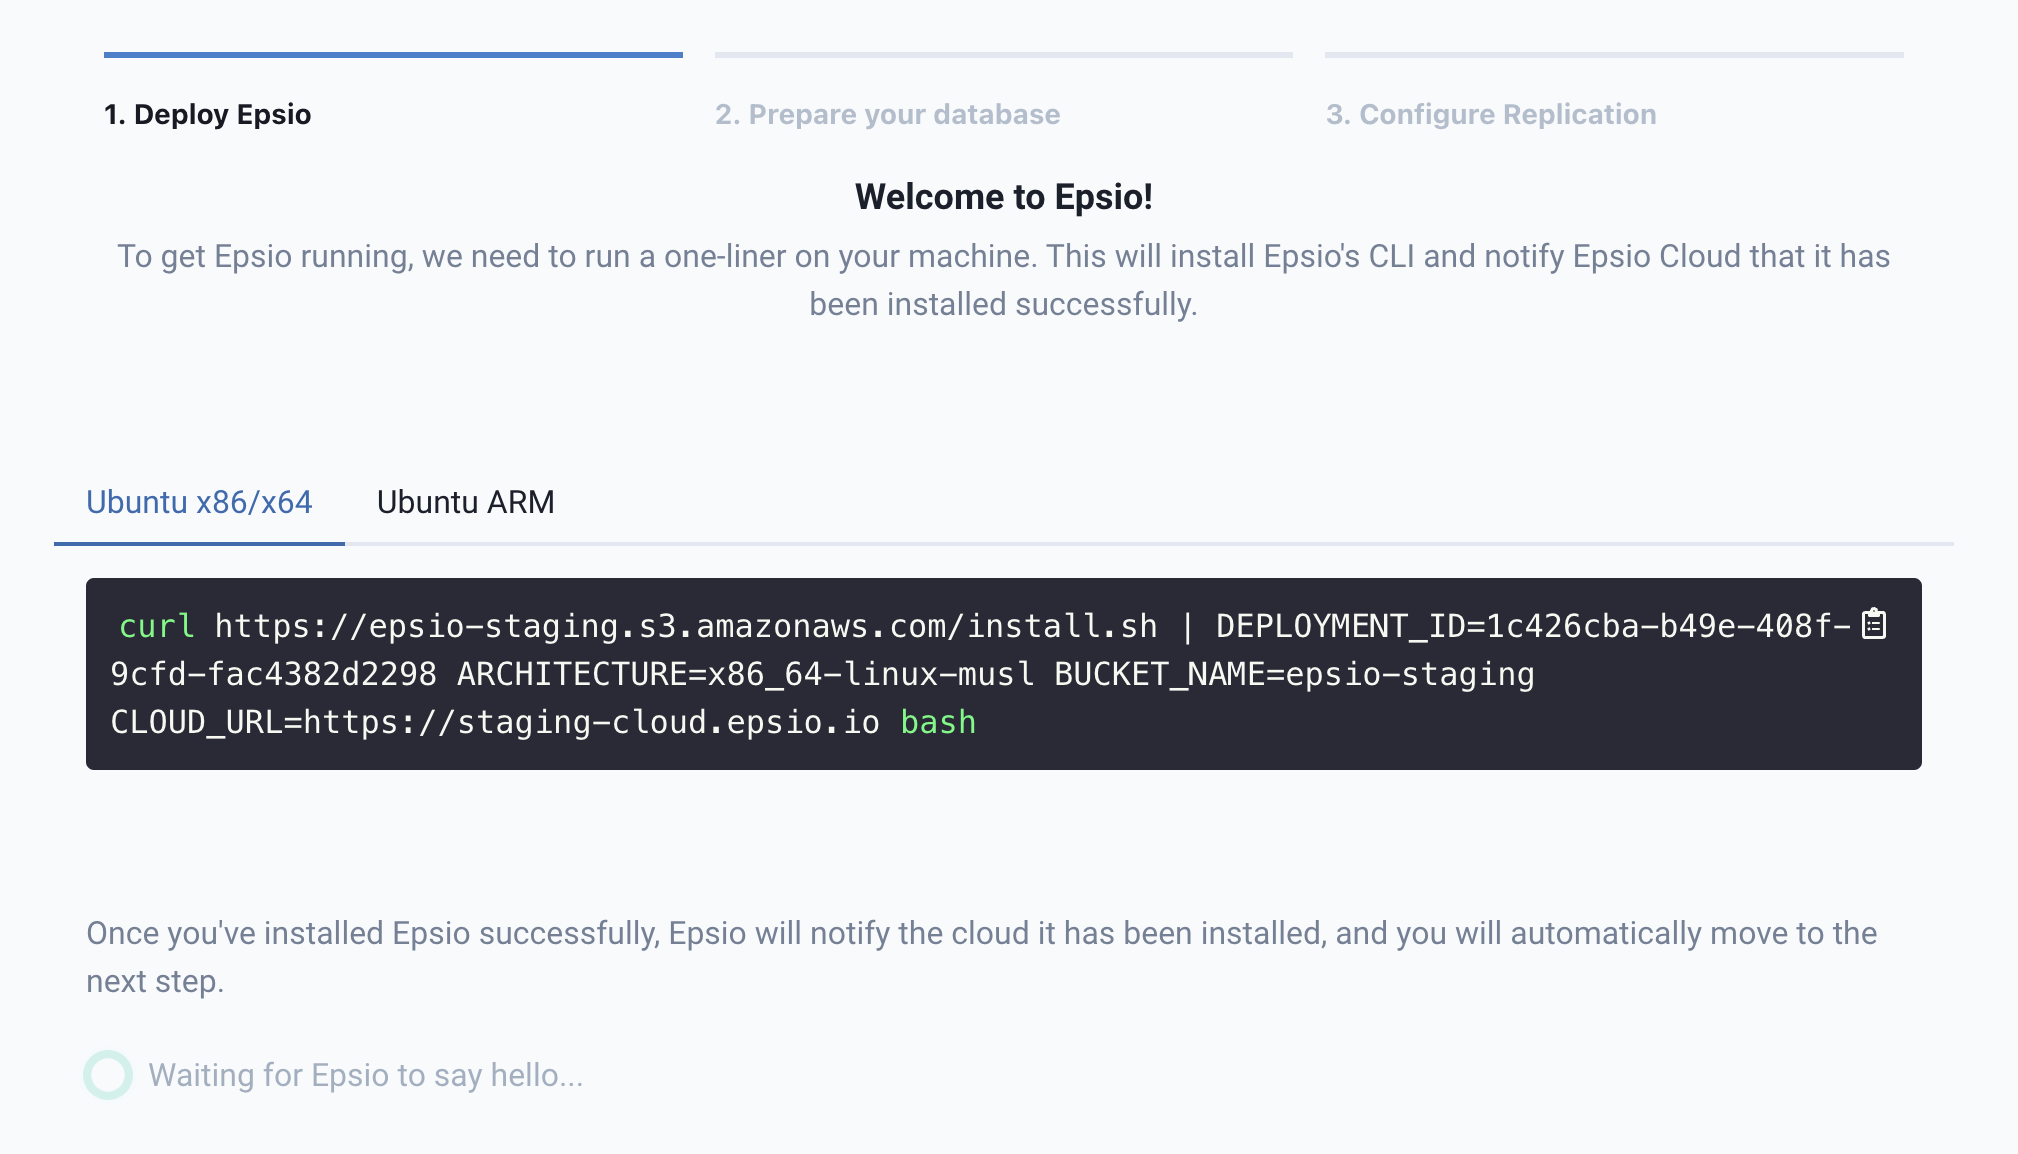 1. Deploy Epsio
2. Prepare your database
3. Configure Replication
Welcome to Epsio!
To get Epsio running, we need to run a one-liner on your machine. This will install Epsio's CLI and notify Epsio Cloud that it has
been installed successfully.
Ubuntu x86/x64
Ubuntu ARM
curl https://epsio-staging.s3.amazonaws.com/install.sh | DEPLOYMENT_ID=1c426cba-b49e-408f-
9cfd-fac4382d2298 ARCHITECTURE=x86_64-linux-musl BUCKET_NAME=epsio-staging
CLOUD_URL=https://staging-cloud.epsio.io bash
Once you've installed Epsio successfully, Epsio will notify the cloud it has been installed, and you will automatically move to the
next step.
Waiting for Epsio to say hello...